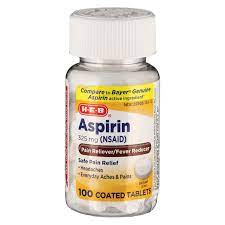 Compare to Bayer® Genuine
Aspirin active ingredient*
H-E-B
Aspirin
325 mg (NSAID)
Pain Reliever/Fever Reducer
Safe Pain Relief
• Headaches
• Everyday Aches & Pains
100 COATED TABLETS